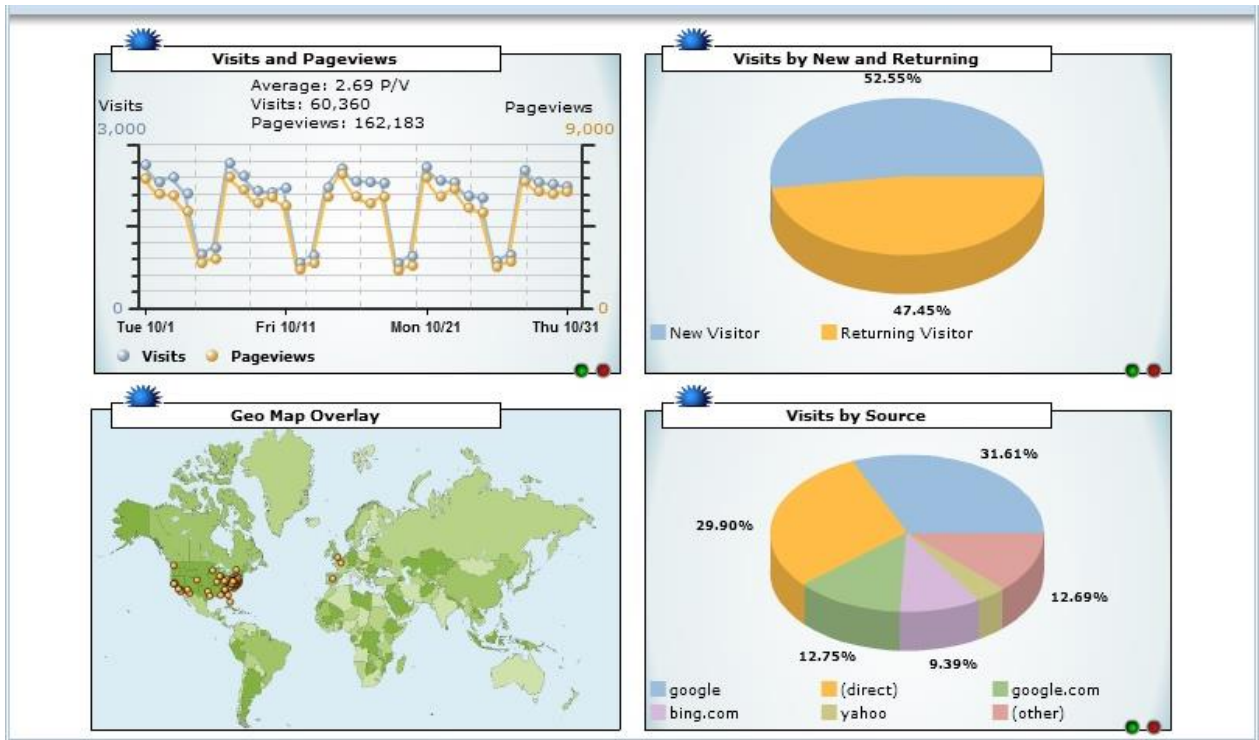 Visits and Pageviews
Average: 2.69 P/V
Visits: 60,360
Pageviews: 162,183
Visits
Pageviews
3,000
9,000
0
0
Tue 10/1
Fri 10/11
Mon 10/21
Thu 10/31
Visits
Pageviews
Visits by New and Returning
52.55%
47.45%
New Visitor
Returning Visitor
Geo Map Overlay
Visits by Source
31.61%
29.90%
12.69%
12.75%
9.39%
google
(direct)
google.com
bing.com
yahoo
(other)